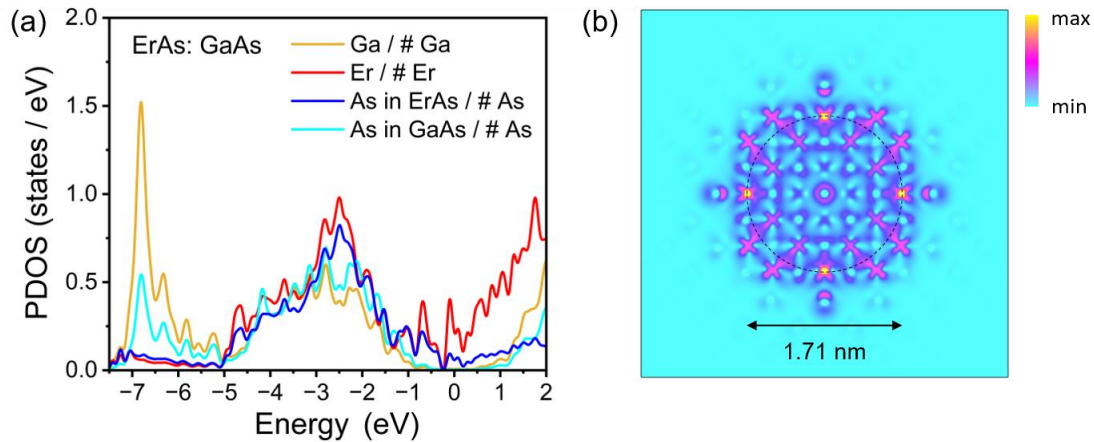 (a)
ErAs: GaAs
Ga / # Ga
Er / # Er
As in ErAs / # As
As in GaAs / # As
PDOS (states / eV)
2.0
1.5
1.0
0.5
0.0
−7 −6 −5 −4 −3 −2 −1 0 1 2
Energy (eV)
(b)
max
min
1.71 nm